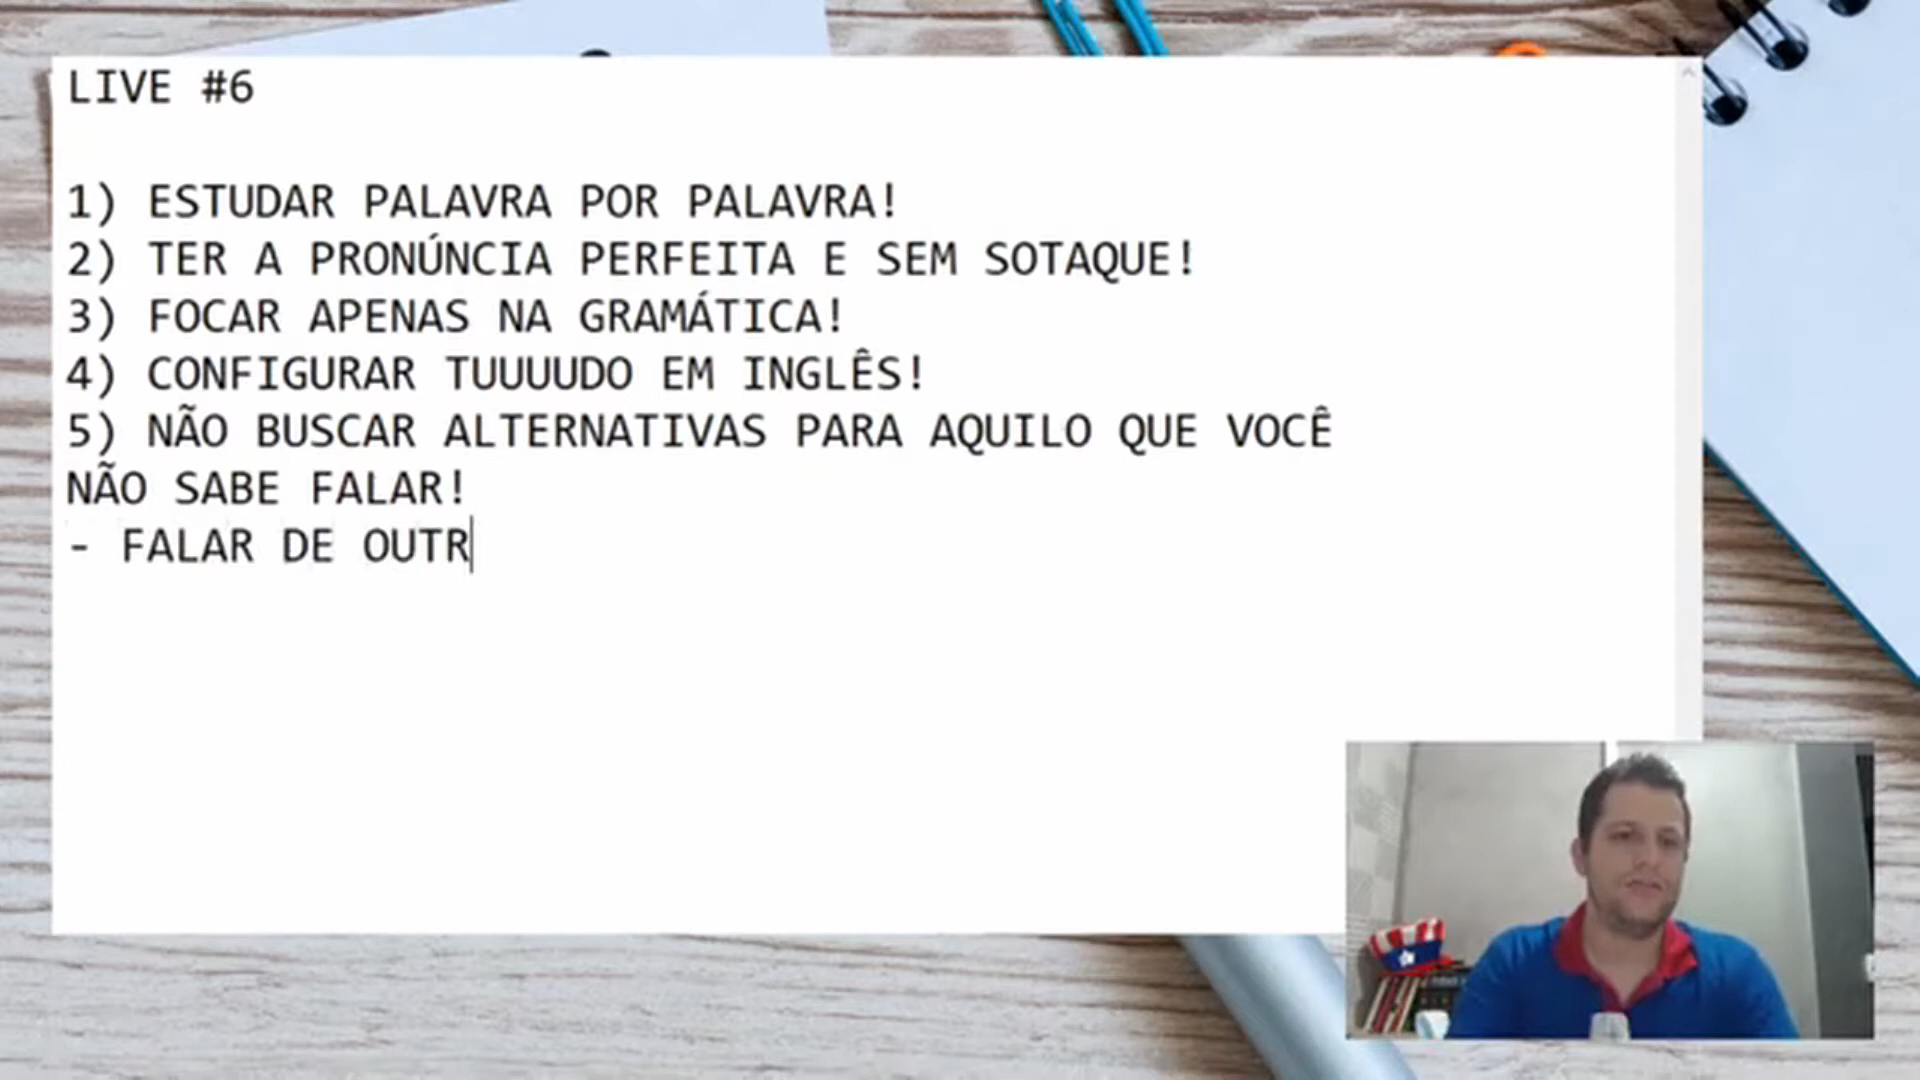 LIVE #6
1) ESTUDAR PALAVRA POR PALAVRA!
2) TER A PRONÚNCIA PERFEITA E SEM SOTAQUE!
3) FOCAR APENAS NA GRAMÁTICA!
4) CONFIGURAR TUUUUDO EM INGLÊS!
5) NÃO BUSCAR ALTERNATIVAS PARA AQUILO QUE VOCÊ
NÃO SABE FALAR!
- FALAR DE OUTR